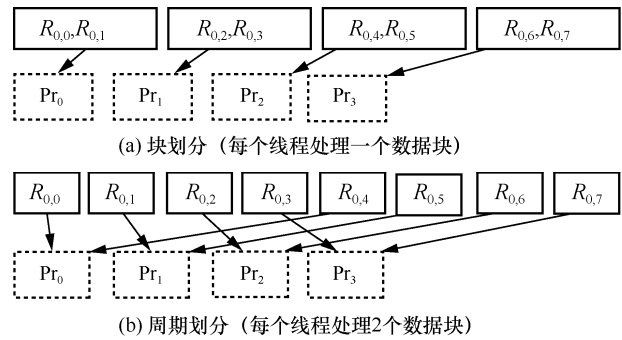 R0,0,R0,1 R0,2,R0,3 R0,4,R0,5 R0,6,R0,7
Pr0 Pr1 Pr2 Pr3
(a) 块划分（每个线程处理一个数据块）
R0,0 R0,1 R0,2 R0,3 R0,4 R0,5 R0,6 R0,7
Pr0 Pr1 Pr2 Pr3
(b) 周期划分（每个线程处理2个数据块）